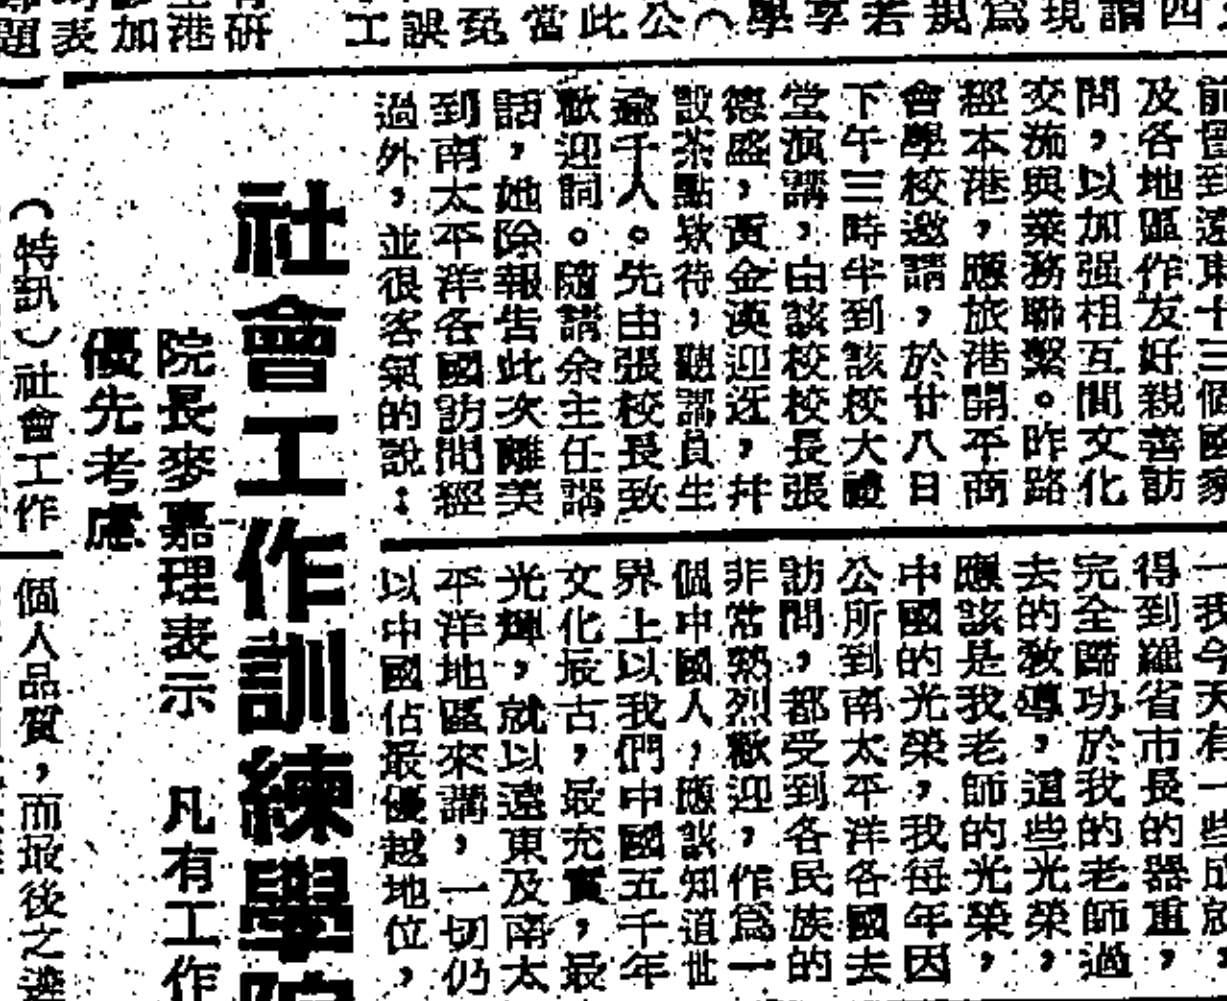 工誤免當此公︵學享若規爲現謂四
題表加港研
前曾到遠東十三個國家
及各地區作友好親善訪
問，以加强相互間文化
交流與業務聯繫。昨路
經本港，應旅港開平商
會學校邀請，於廿八日
下午三時半到該校大禮
堂演講，由該校校長張
德盛，黃金漢迎迓，幷
設茶點欵待，聽講員生
逾千人。先由張校長致
歡迎詞。隨請余主任講
話，她除報告此次離美
到南太平洋各國訪問經
過外，並很客氣的說：
一我今天有一些成就，
得到羅省市長的器重，
完全歸功於我的老師過
去的敎導，這些光榮，
應該是我老師的光榮，
中國的光榮，我每年因
公所到南太平洋各國去
訪問，都受到各民族的
非常熱烈歡迎，作爲一
個中國人，應該知道世
界上以我們中國五千年
文化最古，最充實，最
光輝，就以遠東及南太
平洋地區來講，一切仍
以中國佔最優越地位，
社會工作訓練學院
院長麥嘉理表示　凡有工作
優先考慮
（特訊）社會工作
個人品質，而最後之選